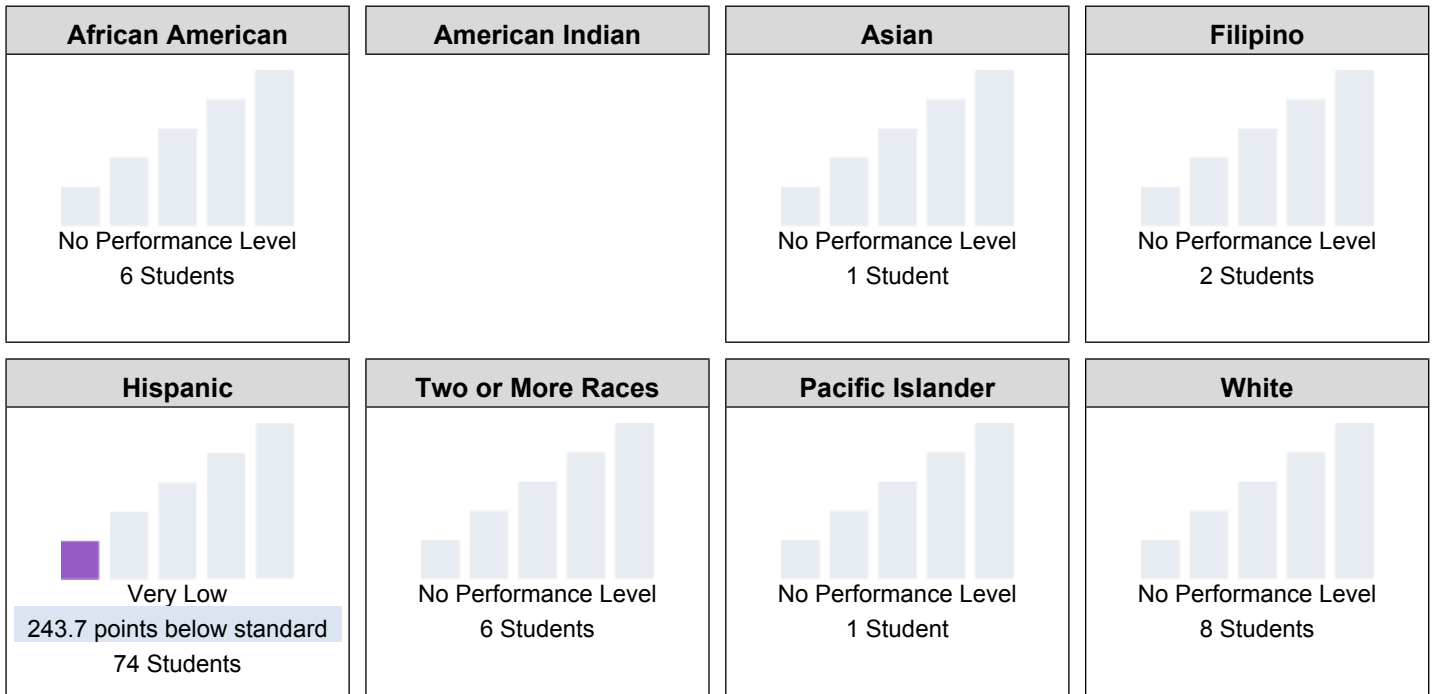 African American
No Performance Level
6 Students
American Indian
Asian
No Performance Level
1 Student
Filipino
No Performance Level
2 Students
Hispanic
Very Low
243.7 points below standard
74 Students
Two or More Races
No Performance Level
6 Students
Pacific Islander
No Performance Level
1 Student
White
No Performance Level
8 Students